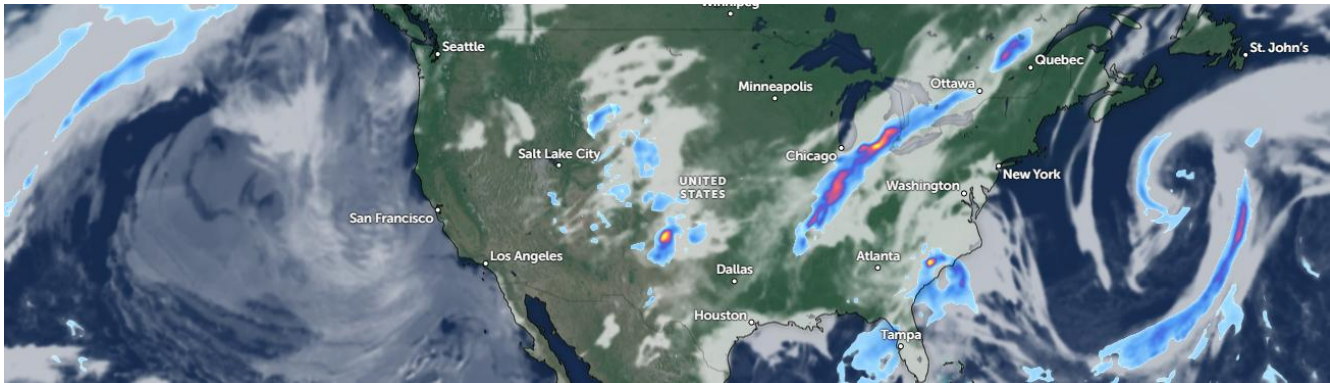 Winnipeg
Seattle
St. John's
Quebec
Minneapolis
Ottawa
Salt Lake City
Chicago
New York
UNITED
STATES
Washington
San Francisco
Los Angeles
Atlanta
Dallas
Houston
Tampa